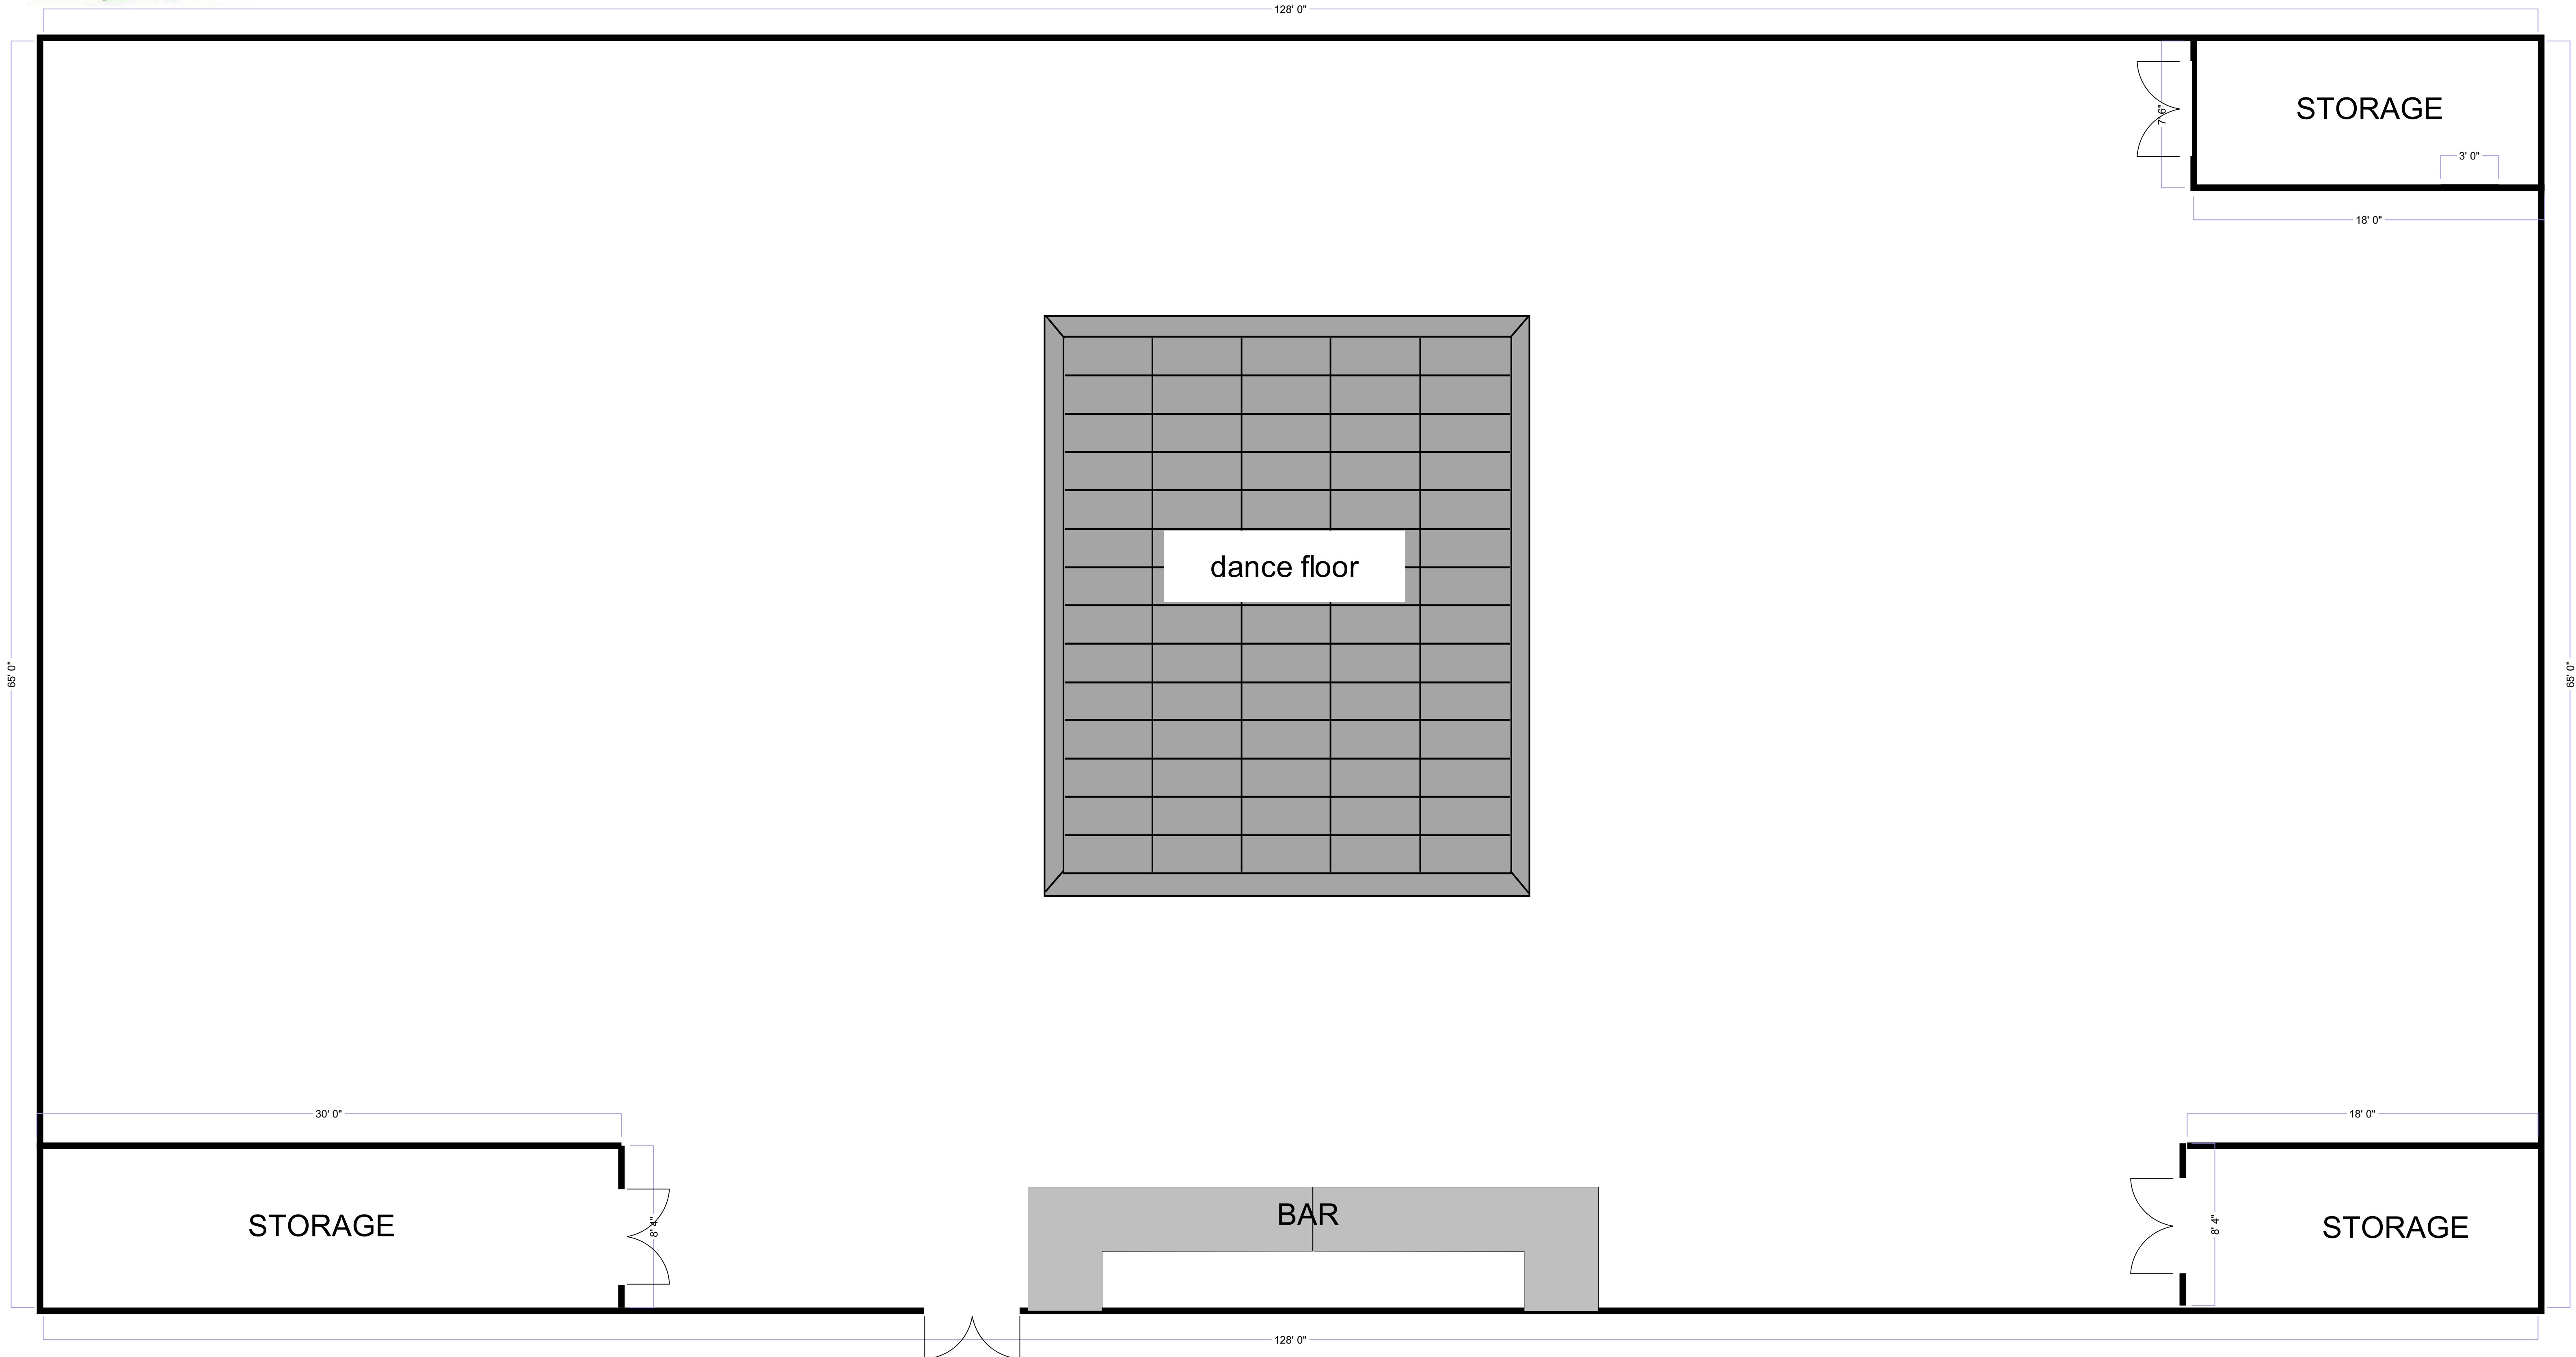 128' 0"
7' 6"
STORAGE
3' 0"
18' 0"
dance floor
65' 0"
65' 0"
30' 0"
18' 0"
STORAGE
8' 4"
BAR
8' 4"
STORAGE
128' 0"